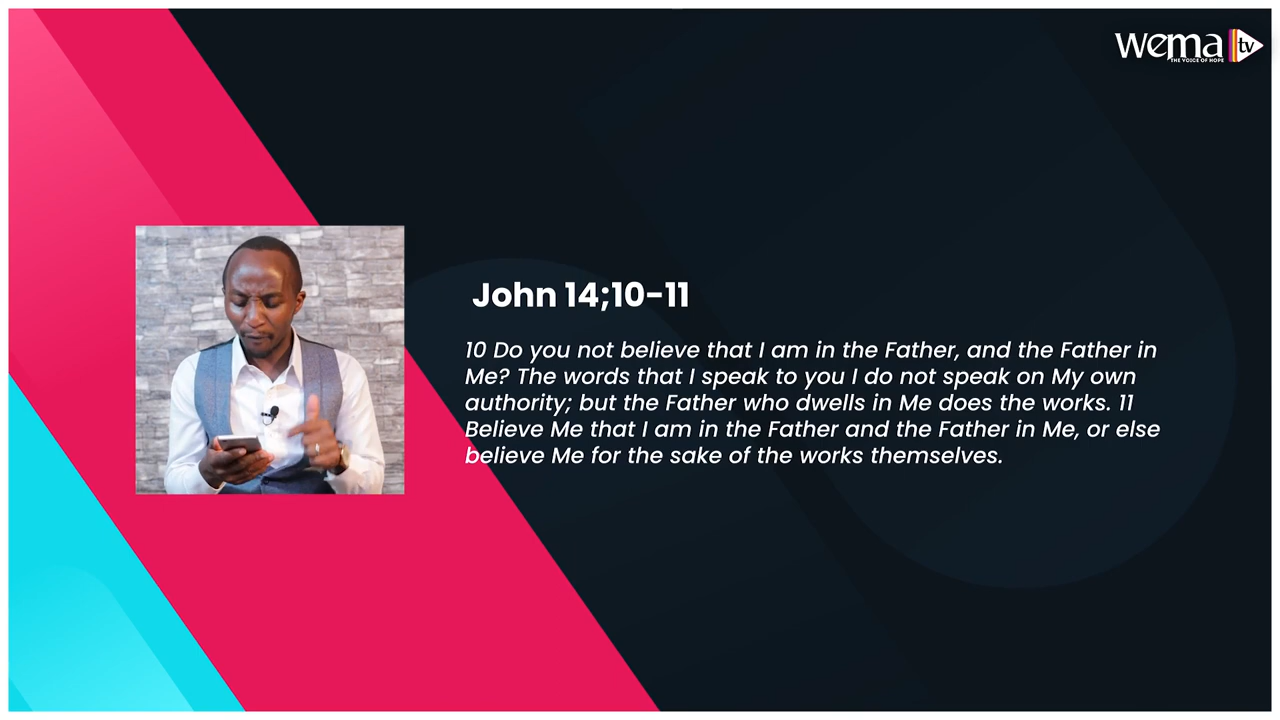 wema tv
THE VOICE OF HOPE
John 14;10-11
10 Do you not believe that I am in the Father, and the Father in
Me? The words that I speak to you I do not speak on My own
authority; but the Father who dwells in Me does the works. 11
Believe Me that I am in the Father and the Father in Me, or else
believe Me for the sake of the works themselves.